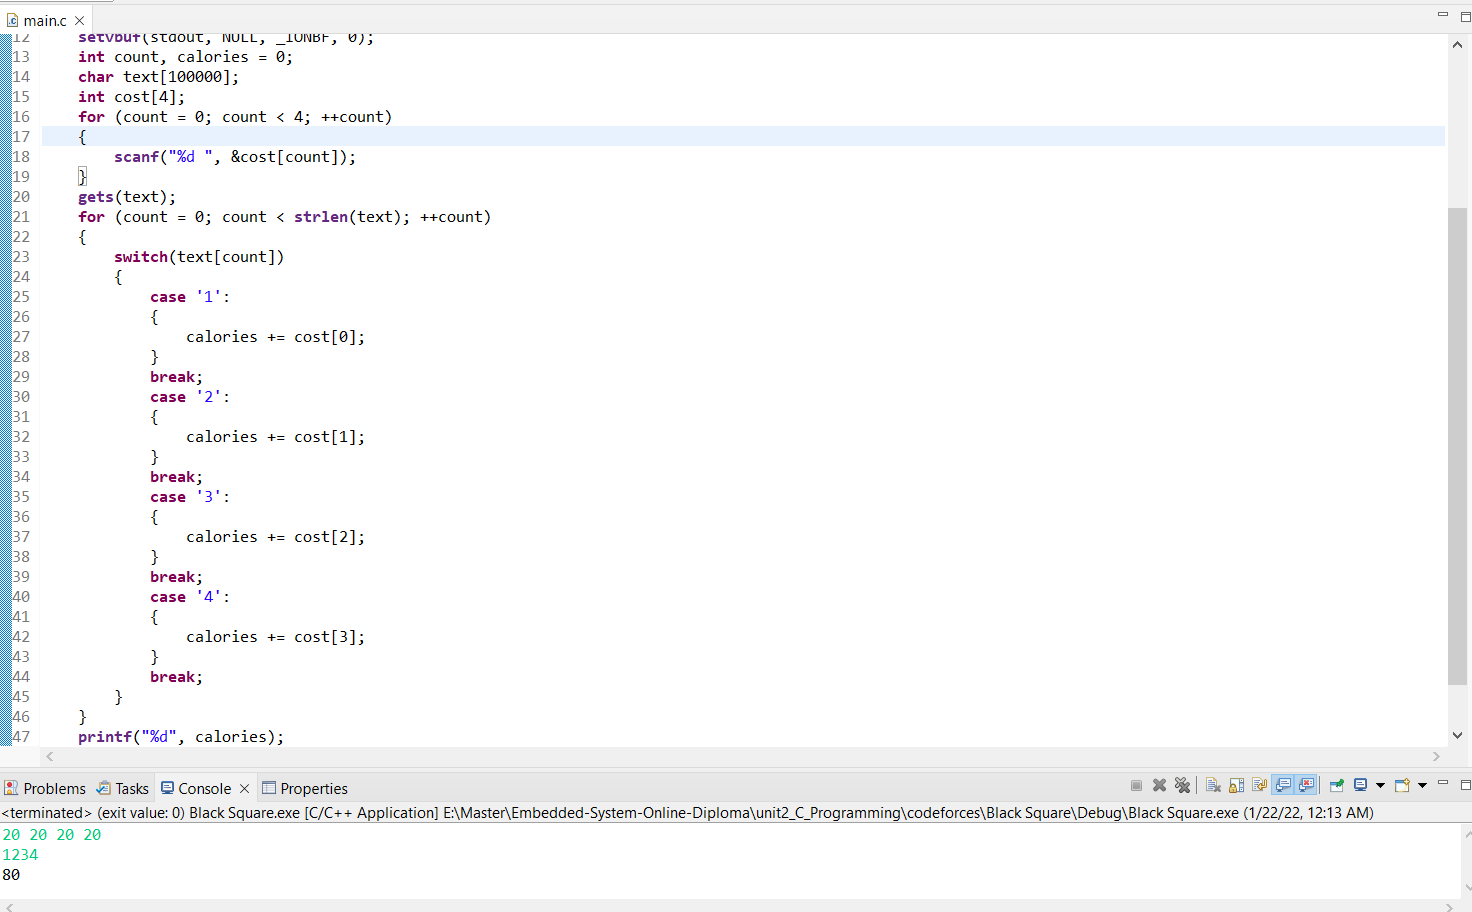 main.c
12 setvbuf(stdout, NULL, _IONBF, 0);
13 int count, calories = 0;
14 char text[100000];
15 int cost[4];
16 for (count = 0; count < 4; ++count)
17 {
18 scanf("%d ", &cost[count]);
19 }
20 gets(text);
21 for (count = 0; count < strlen(text); ++count)
22 {
23 switch(text[count])
24 {
25 case '1':
26 {
27 calories += cost[0];
28 }
29 break;
30 case '2':
31 {
32 calories += cost[1];
33 }
34 break;
35 case '3':
36 {
37 calories += cost[2];
38 }
39 break;
40 case '4':
41 {
42 calories += cost[3];
43 }
44 break;
45 }
46 }
47 printf("%d", calories);
Problems Tasks Console Properties
<terminated> (exit value: 0) Black Square.exe [C/C++ Application] E:\Master\Embedded-System-Online-Diploma\unit2_C_Programming\codeforces\Black Square\Debug\Black Square.exe (1/22/22, 12:13 AM)
20 20 20 20
1234
80